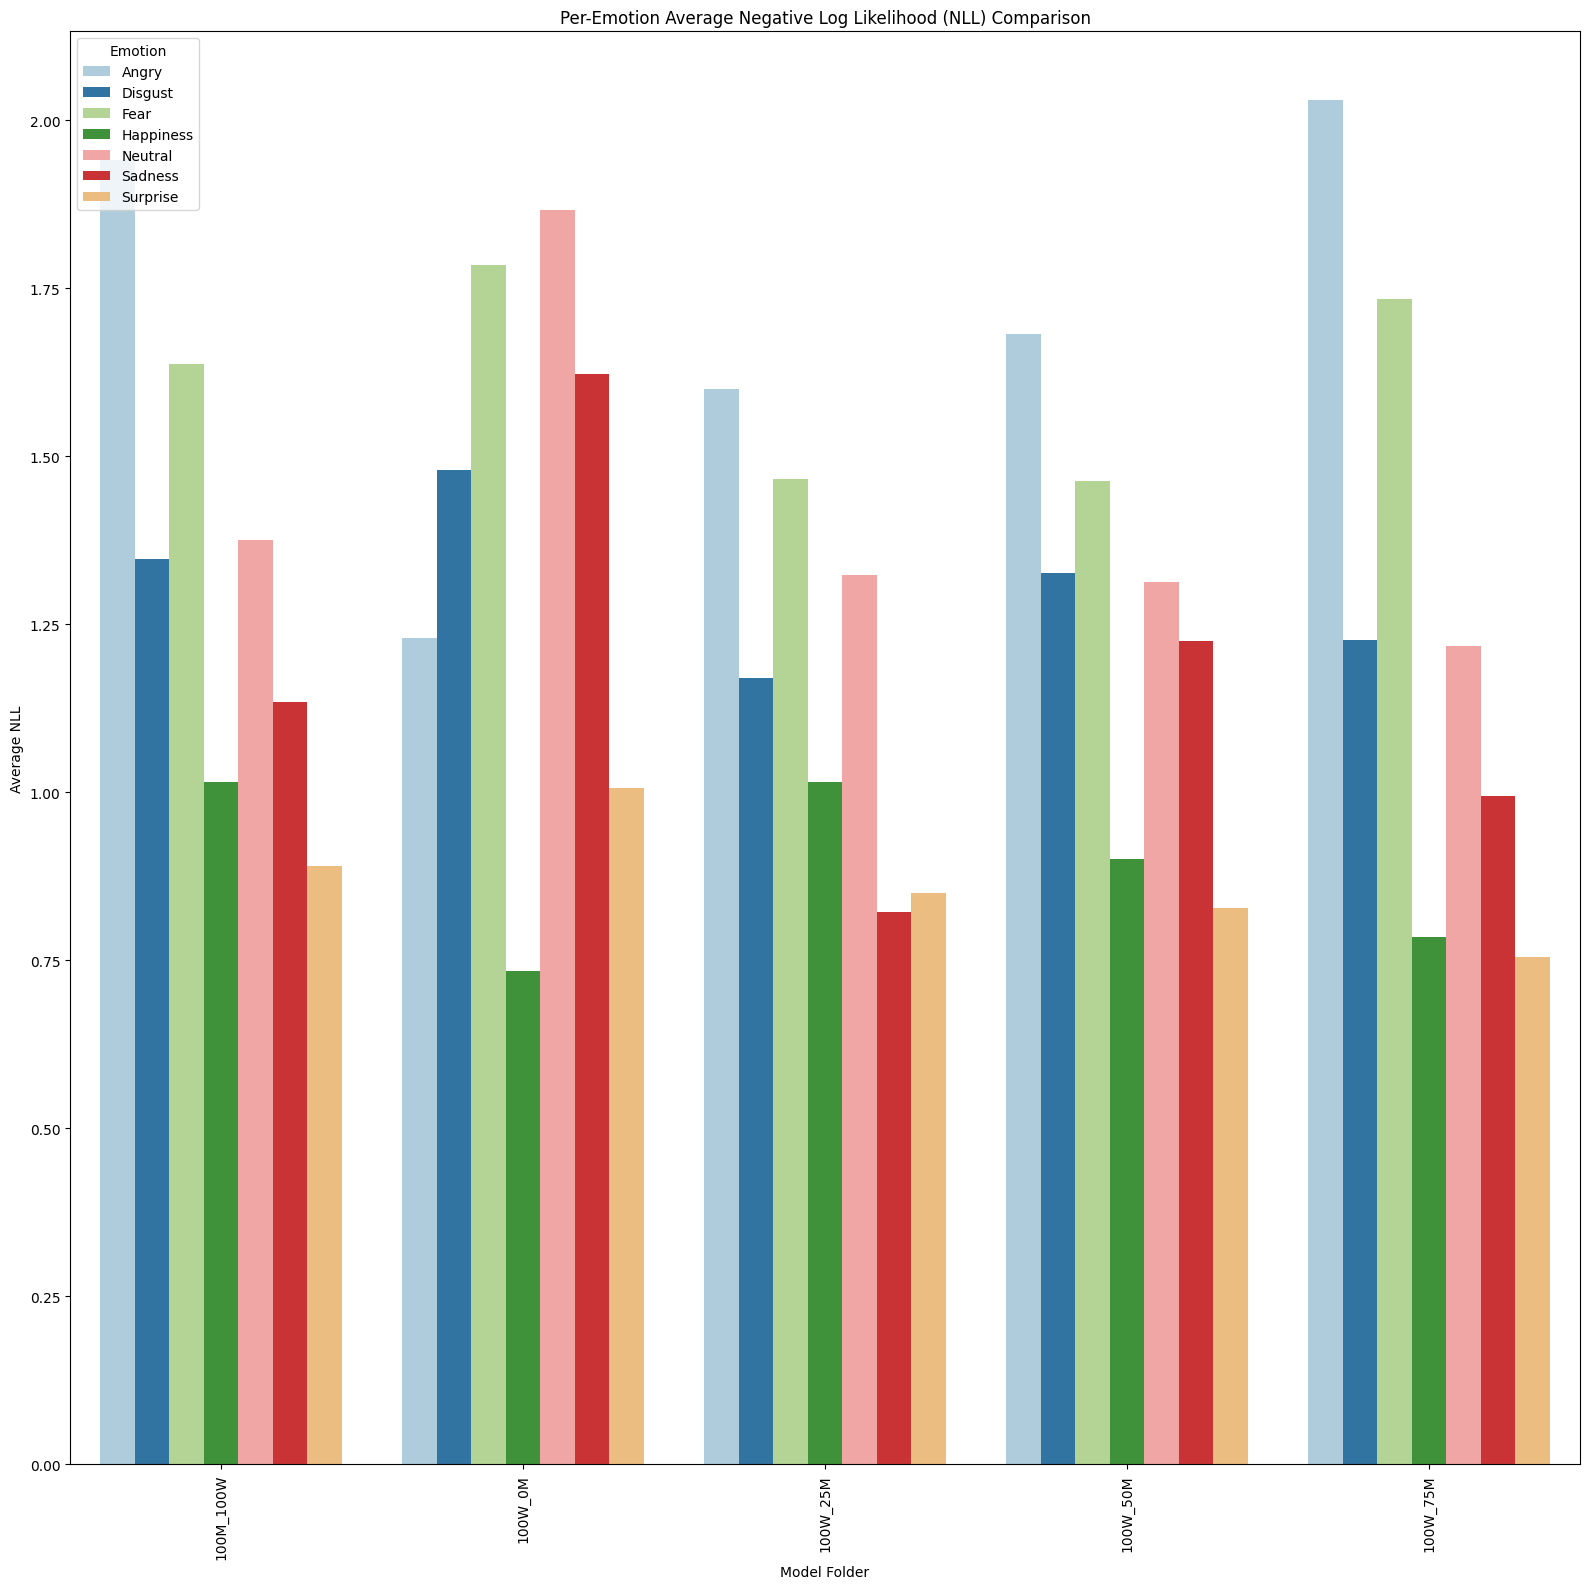 Per-Emotion Average Negative Log Likelihood (NLL) Comparison
Emotion
Angry
Disgust
Fear
Happiness
Neutral
Sadness
Surprise
Average NLL
2.00
1.75
1.50
1.25
1.00
0.75
0.50
0.25
0.00
100M_100W
100W_0M
100W_25M
100W_50M
100W_75M
Model Folder